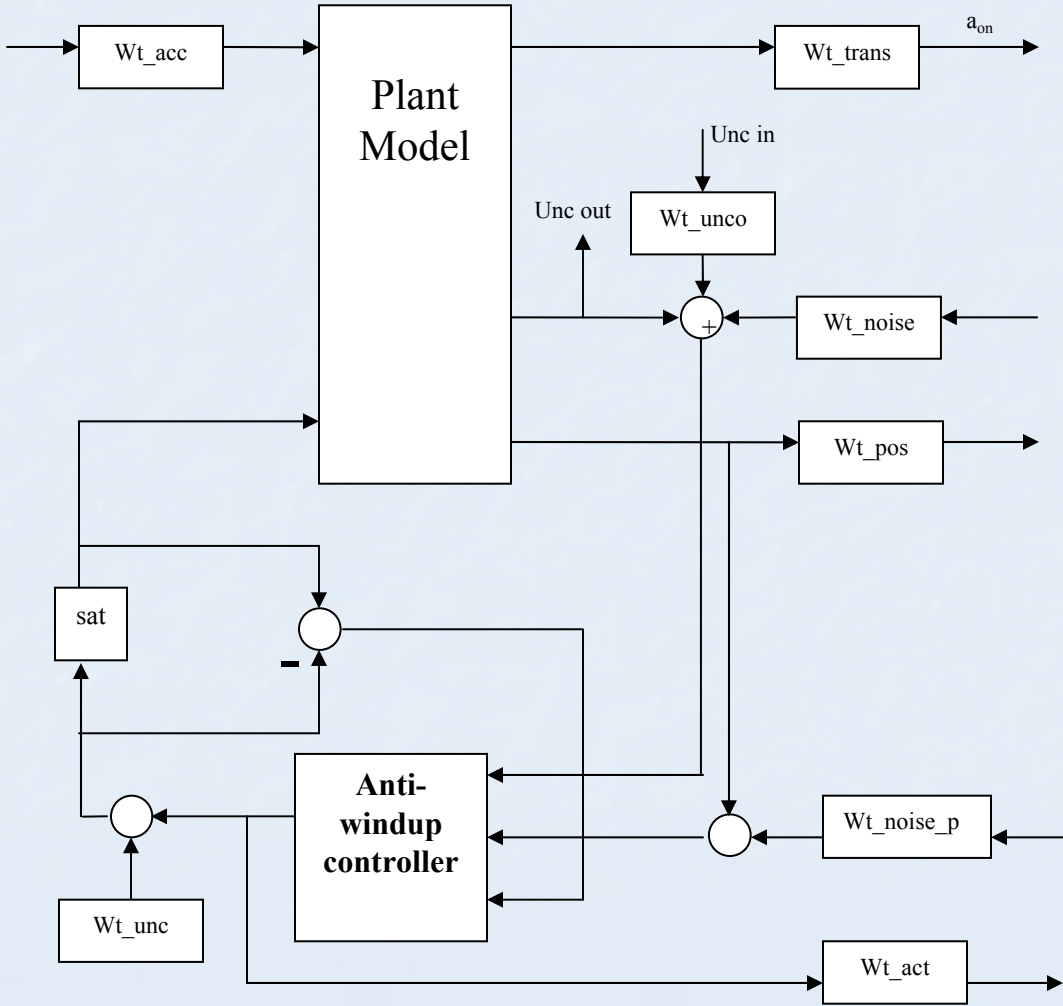 Wt_acc
Plant
Model
Wt_trans
a_on
Unc in
Unc out
Wt_unco
+
Wt_noise
Wt_pos
sat
-
Anti-
windup
controller
Wt_noise_p
Wt_unc
Wt_act